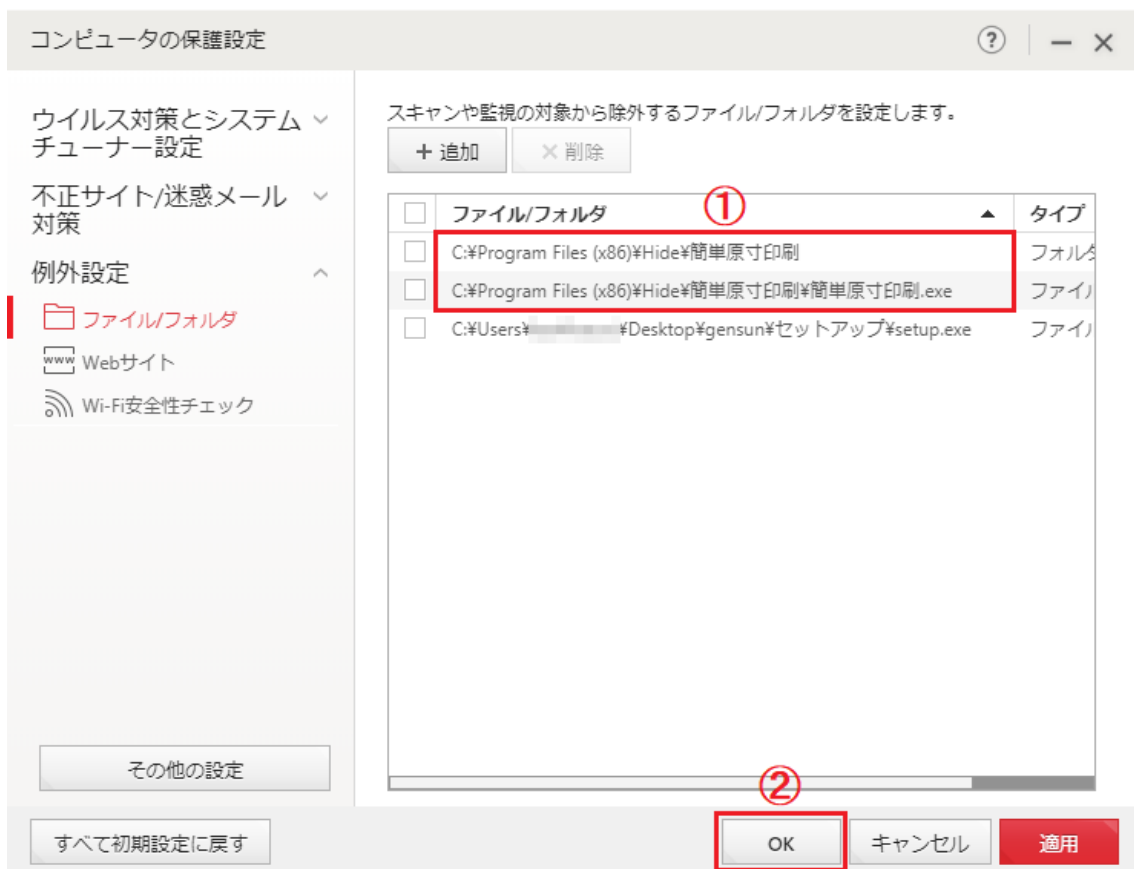 コンピュータの保護設定
?
ウイルス対策とシステム
チューナー設定
不正サイト/迷惑メール
対策
例外設定
ファイル/フォルダ
www Webサイト
Wi-Fi安全性チェック
その他の設定
スキャンや監視の対象から除外するファイル/フォルダを設定します。
+ 追加 × 削除
①
ファイル/フォルダ ▲ タイプ
C:¥Program Files (x86)¥Hide¥簡単原寸印刷 フォルダ
C:¥Program Files (x86)¥Hide¥簡単原寸印刷¥簡単原寸印刷.exe ファイル
C:¥Users¥ ¥Desktop¥gensun¥セットアップ¥setup.exe ファイル
②
すべて初期設定に戻す OK キャンセル 適用